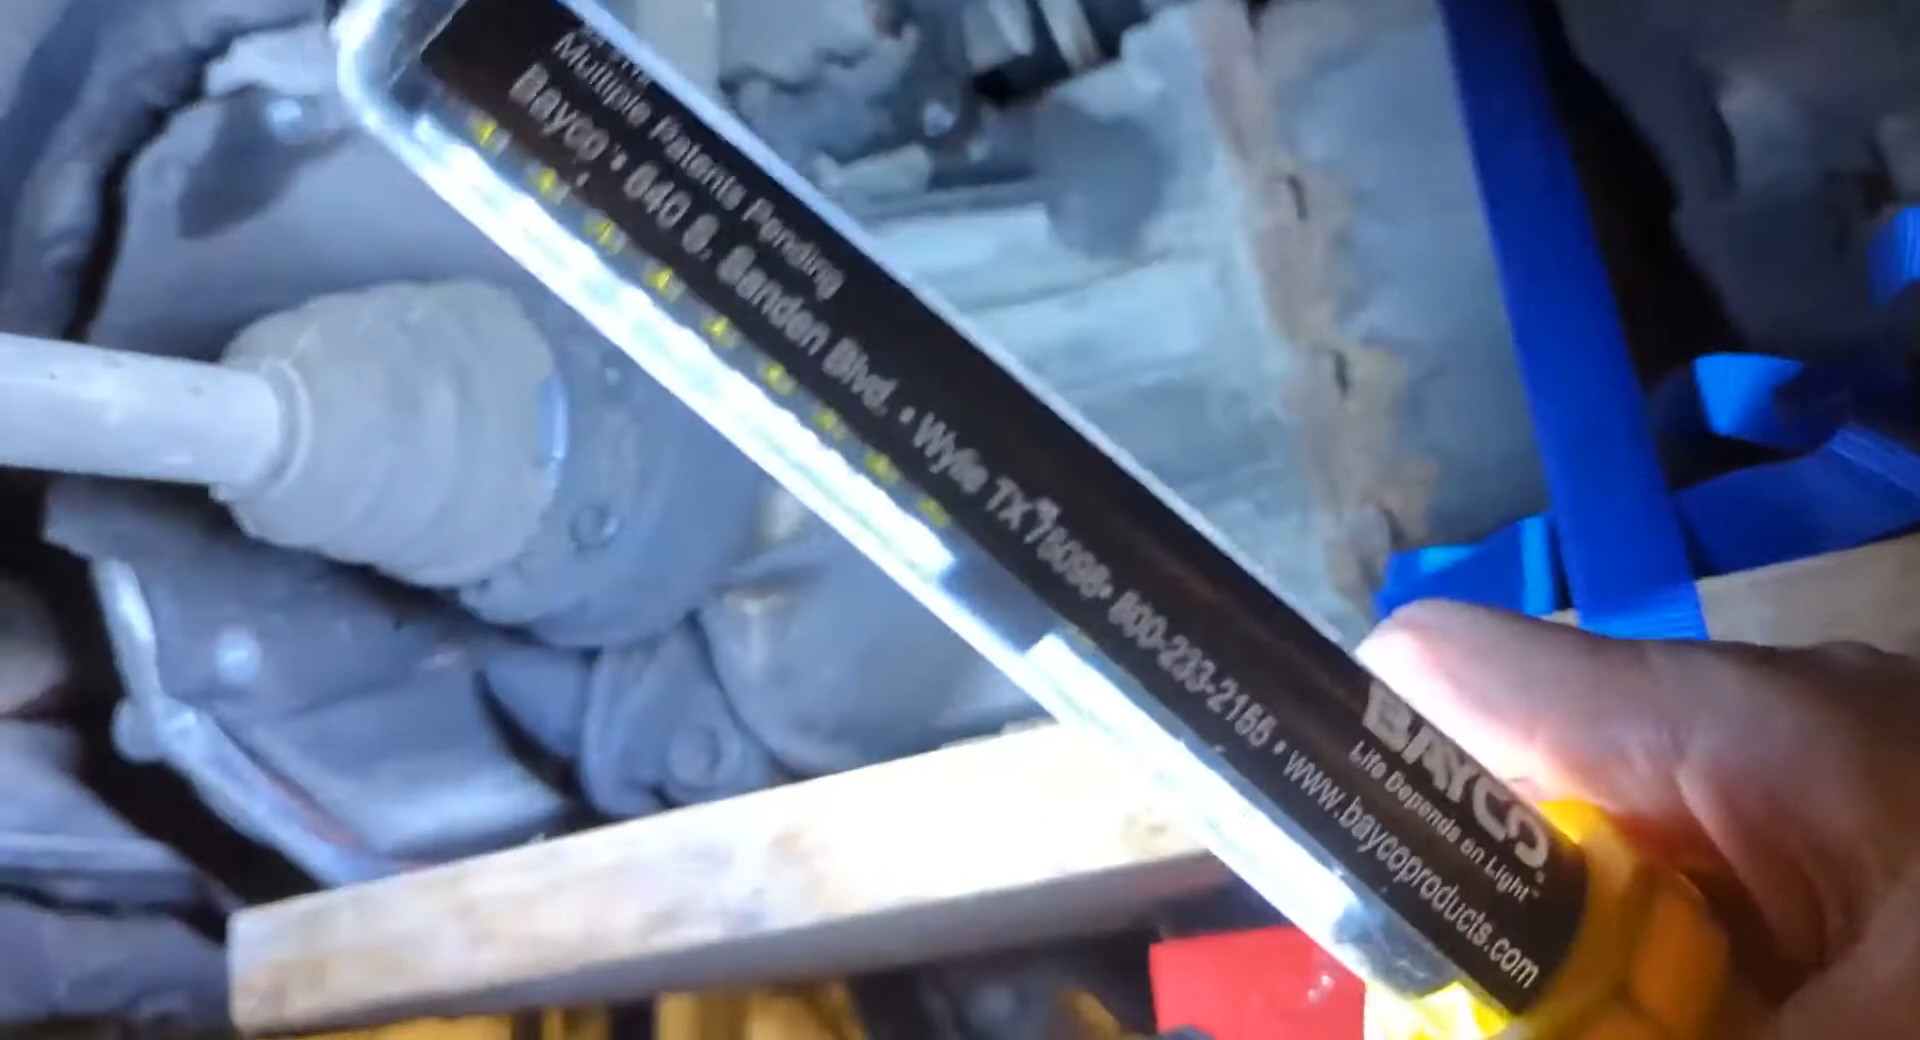 Multiple Patents Pending
Bayco • 640 S. Sanden Blvd. • Wylie TX 75098 • 800-233-2155 • www.baycoproducts.com
BAYCO
Life Depends on Light™